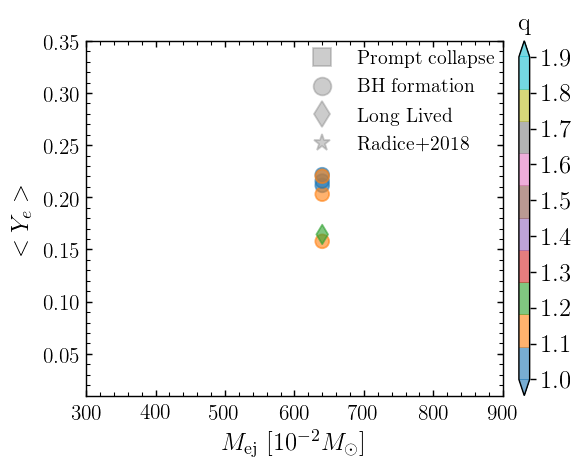 q
0.35
0.30
0.25
0.20
0.15
0.10
0.05
< Y_e >
Prompt collapse
BH formation
Long Lived
Radice+2018
1.9
1.8
1.7
1.6
1.5
1.4
1.3
1.2
1.1
1.0
300 400 500 600 700 800 900
M_ej [10^−2 M_⊙]